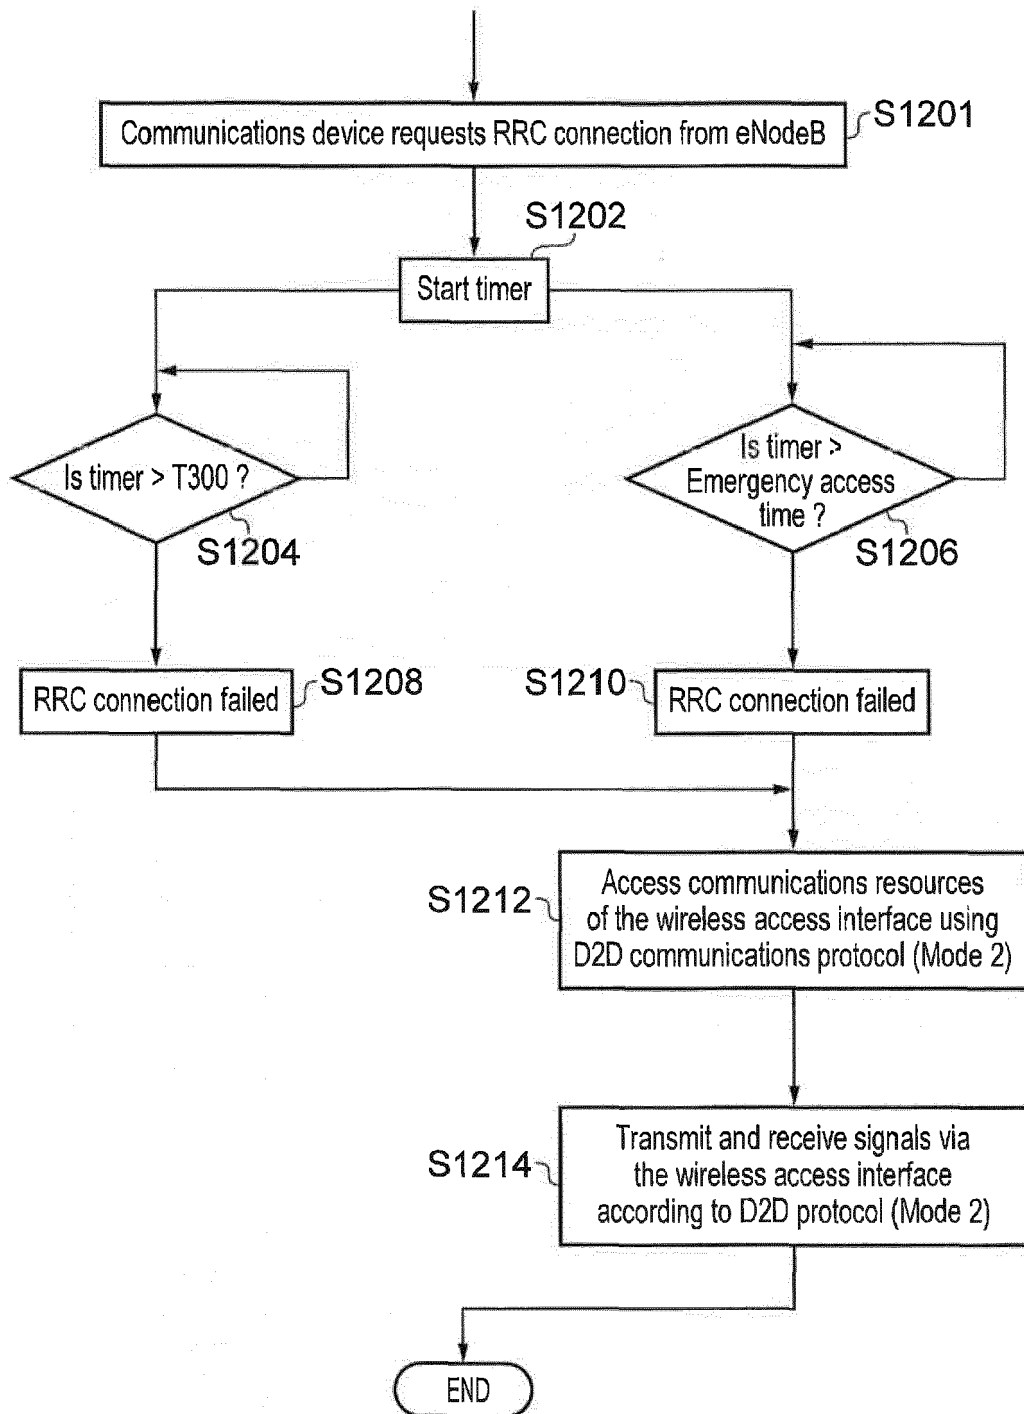 Communications device requests RRC connection from eNodeB
S1201
S1202
Start timer
Is timer > T300 ?
S1204
Is timer >
Emergency access
time ?
S1206
RRC connection failed
S1208
S1210
RRC connection failed
S1212
Access communications resources
of the wireless access interface using
D2D communications protocol (Mode 2)
S1214
Transmit and receive signals via
the wireless access interface
according to D2D protocol (Mode 2)
END